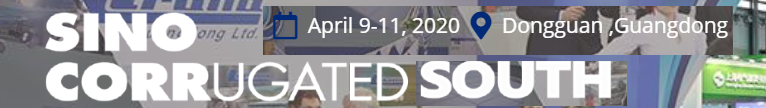 April 9-11, 2020 Dongguan ,Guangdong
SINO
CORRUGATED SOUTH